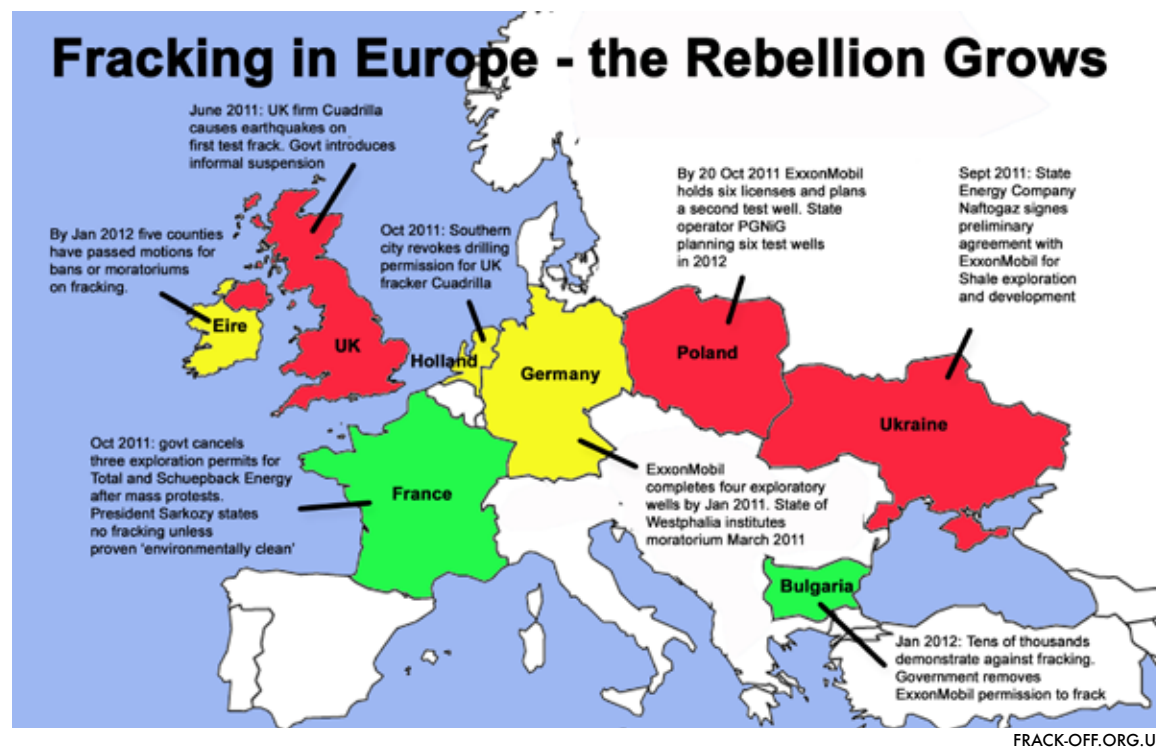 Fracking in Europe - the Rebellion Grows
June 2011: UK firm Cuadrilla
causes earthquakes on
first test frack. Govt introduces
informal suspension
By 20 Oct 2011 ExxonMobil
holds six licenses and plans
a second test well. State
operator PGNiG
planning six test wells
in 2012
Sept 2011: State
Energy Company
Naftogaz signes
preliminary
agreement with
ExxonMobil for
Shale exploration
and development
By Jan 2012 five counties
have passed motions for
bans or moratoriums
on fracking.
Oct 2011: Southern
city revokes drilling
permission for UK
fracker Cuadrilla
Eire
UK
Holland
Germany
Poland
Ukraine
Oct 2011: govt cancels
three exploration permits for
Total and Schuepback Energy
after mass protests.
President Sarkozy states
no fracking unless
proven 'environmentally clean'
France
ExxonMobil
completes four exploratory
wells by Jan 2011. State of
Westphalia institutes
moratorium March 2011
Bulgaria
Jan 2012: Tens of thousands
demonstrate against fracking.
Government removes
ExxonMobil permission to frack
FRACK-OFF.ORG.U